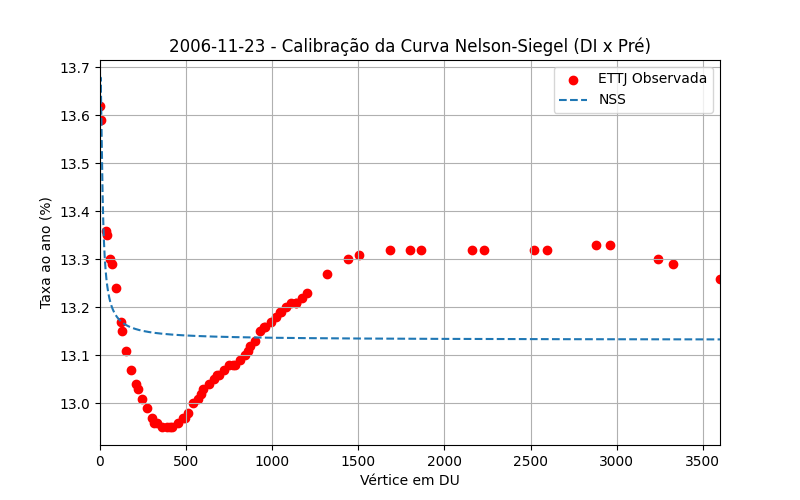 2006-11-23 - Calibração da Curva Nelson-Siegel (DI x Pré)
ETTJ Observada
NSS
Taxa ao ano (%)
13.7
13.6
13.5
13.4
13.3
13.2
13.1
13.0
0 500 1000 1500 2000 2500 3000 3500
Vértice em DU